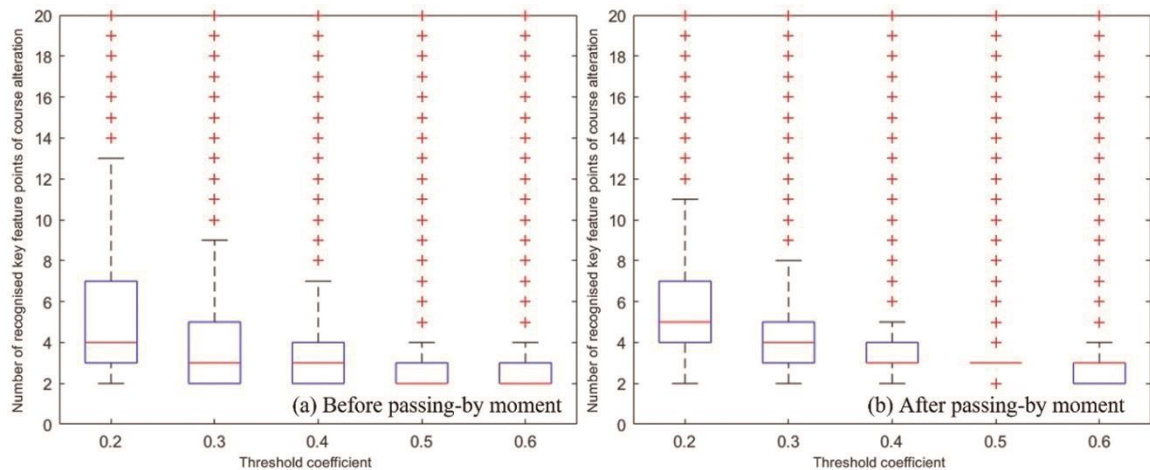 Number of recognised key feature points of course alteration
20
18
16
14
12
10
8
6
4
2
0
(a) Before passing-by moment
0.2 0.3 0.4 0.5 0.6
Threshold coefficient
Number of recognised key feature points of course alteration
20
18
16
14
12
10
8
6
4
2
0
(b) After passing-by moment
0.2 0.3 0.4 0.5 0.6
Threshold coefficient